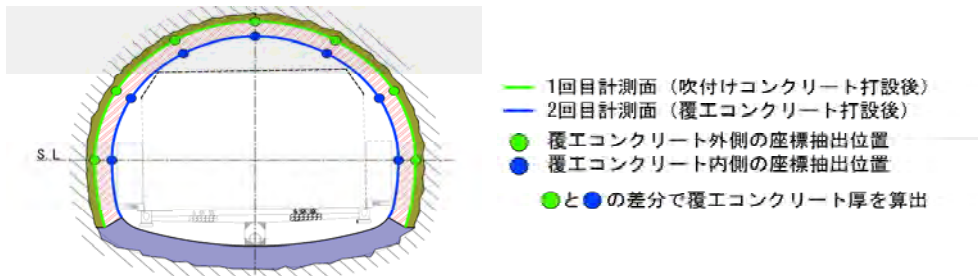 S.L
1回目計測面（吹付けコンクリート打設後）
2回目計測面（覆工コンクリート打設後）
覆工コンクリート外側の座標抽出位置
覆工コンクリート内側の座標抽出位置
との差分で覆工コンクリート厚を算出